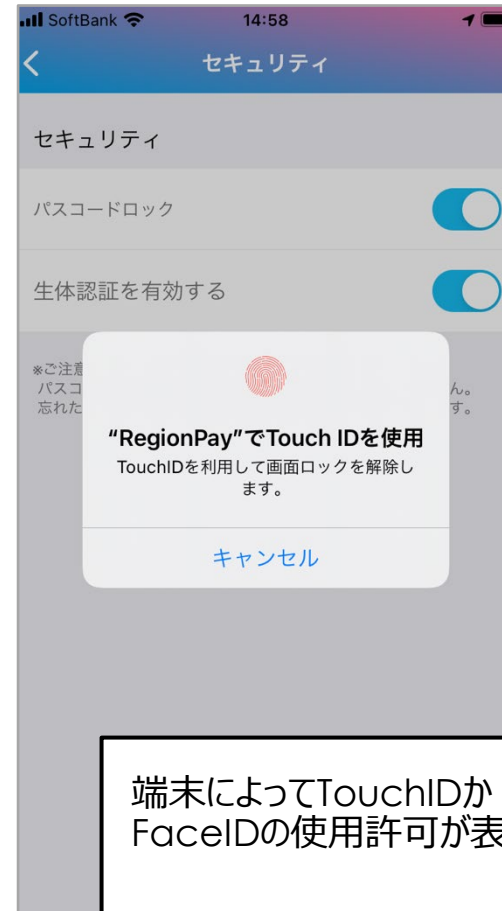 SoftBank 14:58
セキュリティ
セキュリティ
パスコードロック
生体認証を有効する
※ご注意
パスコ ん。
忘れた す。
“RegionPay”でTouch IDを使用
TouchIDを利用して画面ロックを解除し
ます。
キャンセル
端末によってTouchIDか
FaceIDの使用許可が表